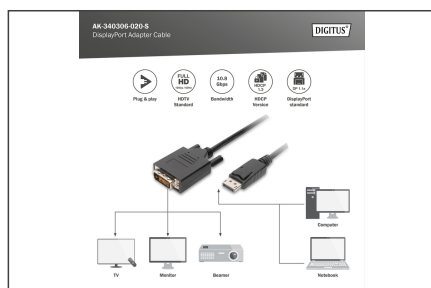 AK-340306-020-S
DisplayPort Adapter Cable
DIGITUS®
FULL
HD
10.8
Gbps
HDCP
1.3
DP 1.1a
Plug & play
HDTV
Standard
Bandwidth
HDCP
Version
DisplayPort
standard
Computer
TV
Monitor
Beamer
Notebook